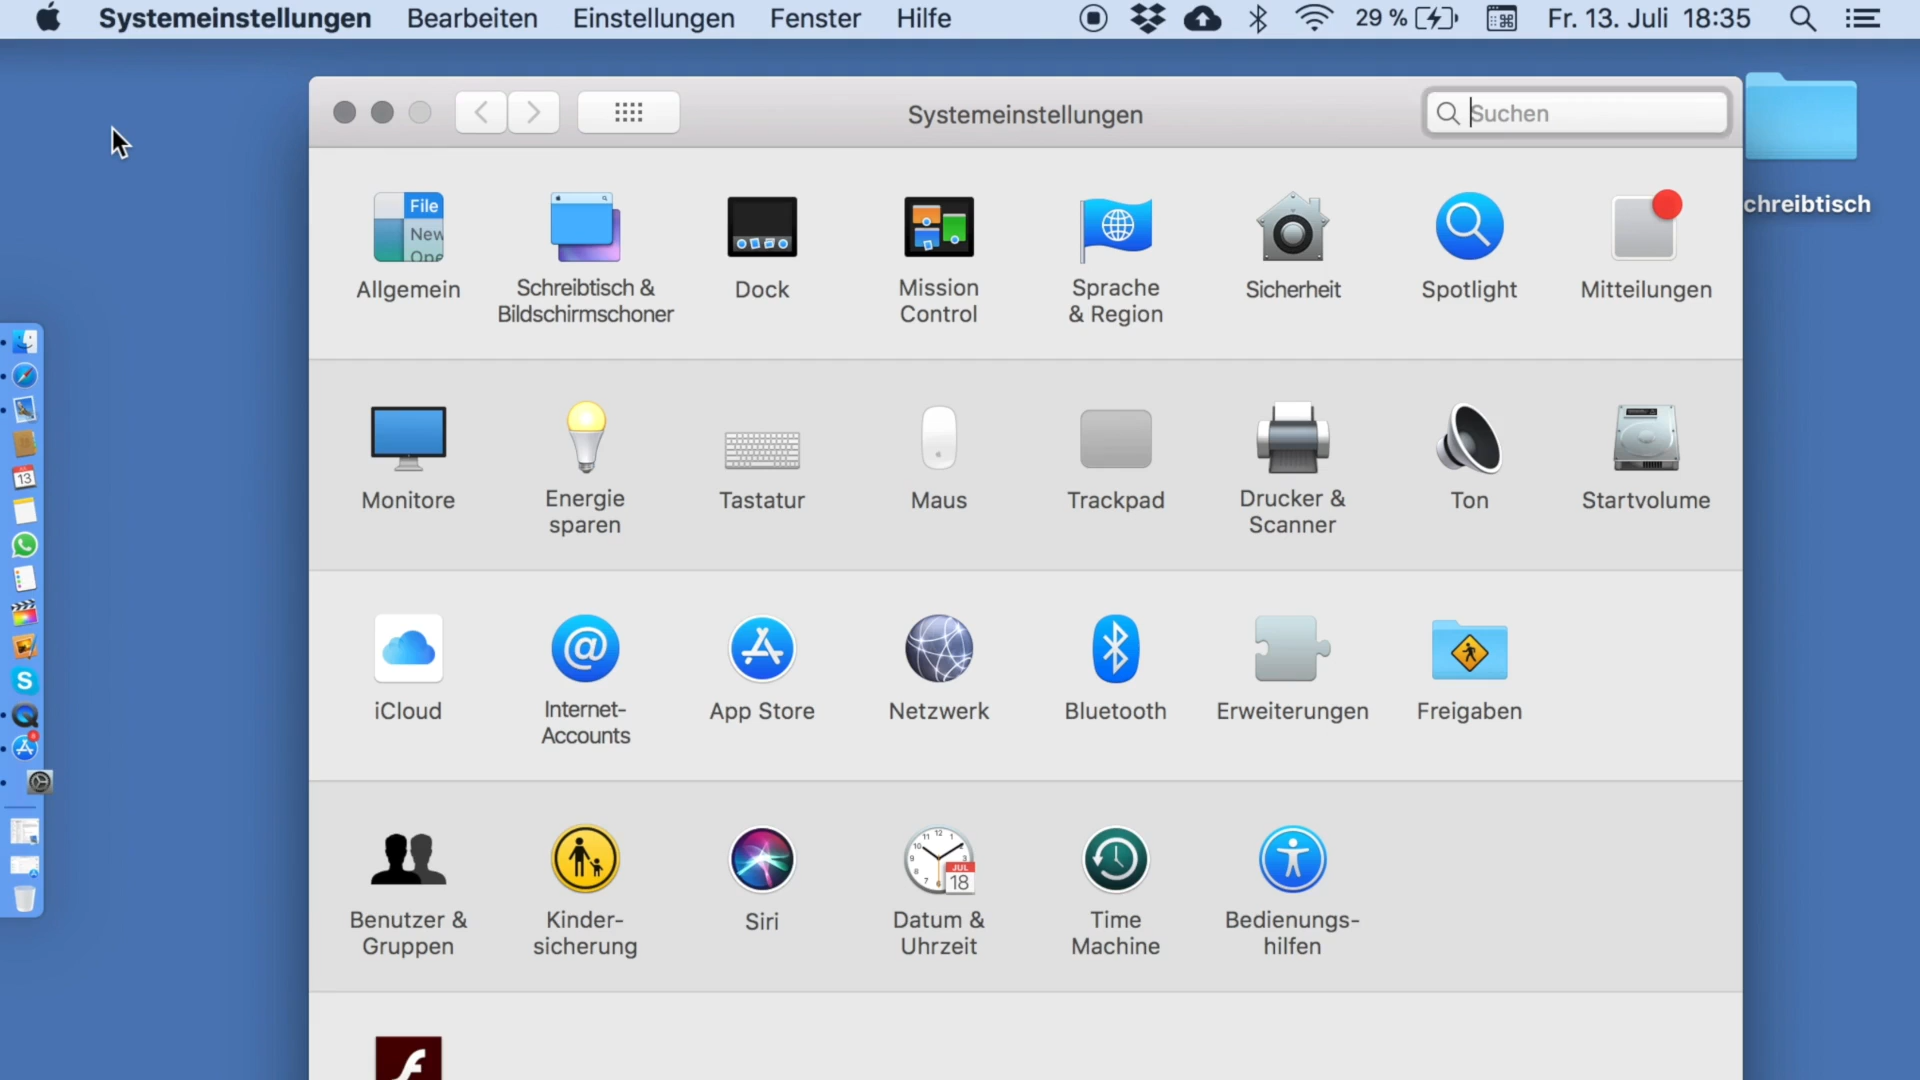 Systemeinstellungen Bearbeiten Einstellungen Fenster Hilfe 29 % Fr. 13. Juli 18:35
Systemeinstellungen
Suchen
chreibtisch
File
New
Ope
Allgemein
Schreibtisch &
Bildschirmschoner
Dock
Mission
Control
Sprache
& Region
Sicherheit
Spotlight
Mitteilungen
Monitore
Energie
sparen
Tastatur
Maus
Trackpad
Drucker &
Scanner
Ton
Startvolume
iCloud
Internet-
Accounts
App Store
Netzwerk
Bluetooth
Erweiterungen
Freigaben
Benutzer &
Gruppen
Kinder-
sicherung
Siri
JUL
18
Datum &
Uhrzeit
Time
Machine
Bedienungs-
hilfen
13